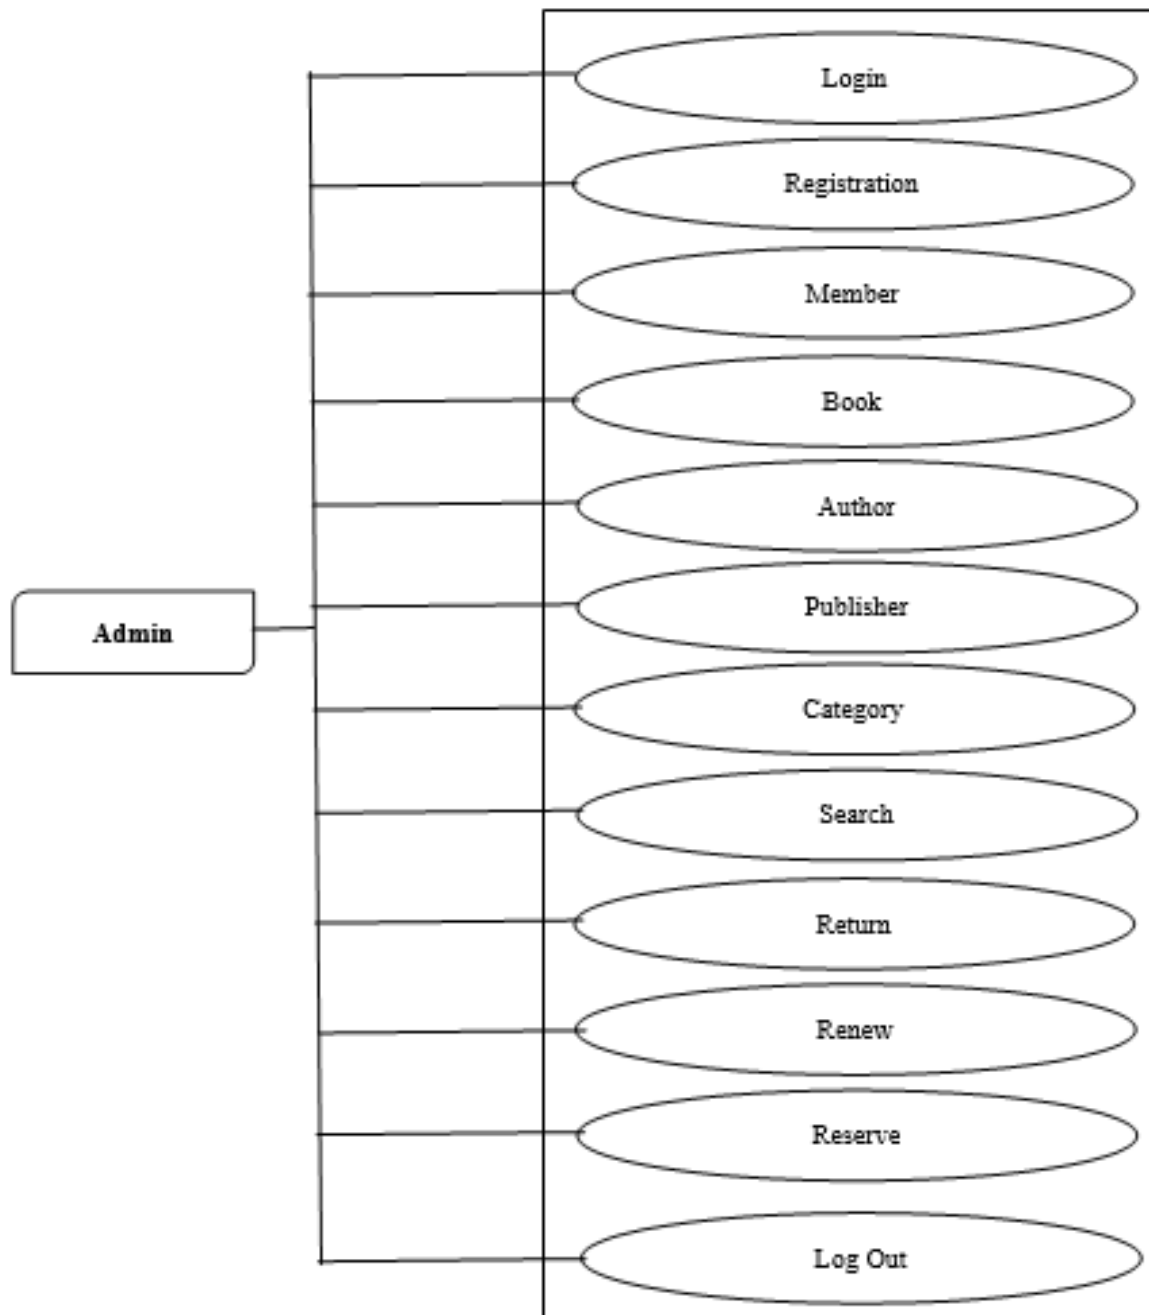 Login
Registration
Member
Book
Author
Admin
Publisher
Category
Search
Return
Renew
Reserve
Log Out